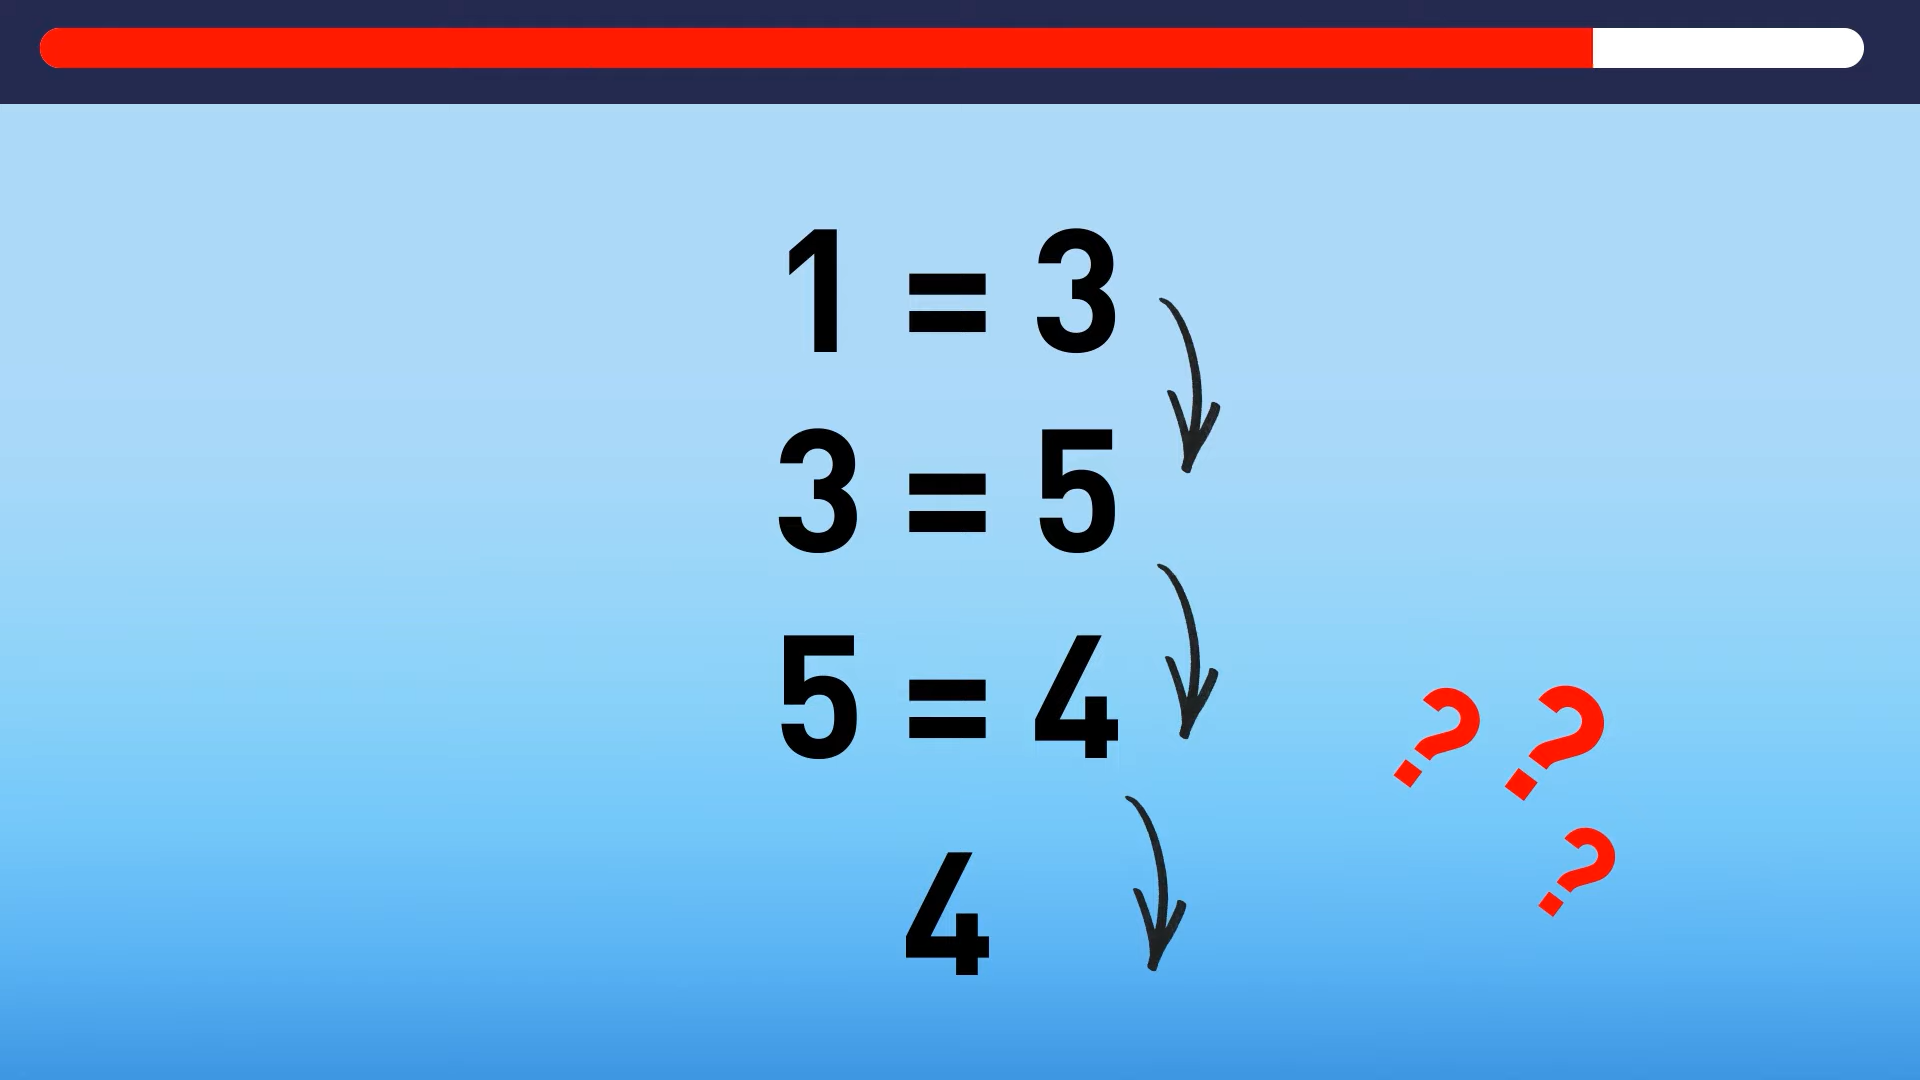 1 = 3
3 = 5
5 = 4
4
? ?
?